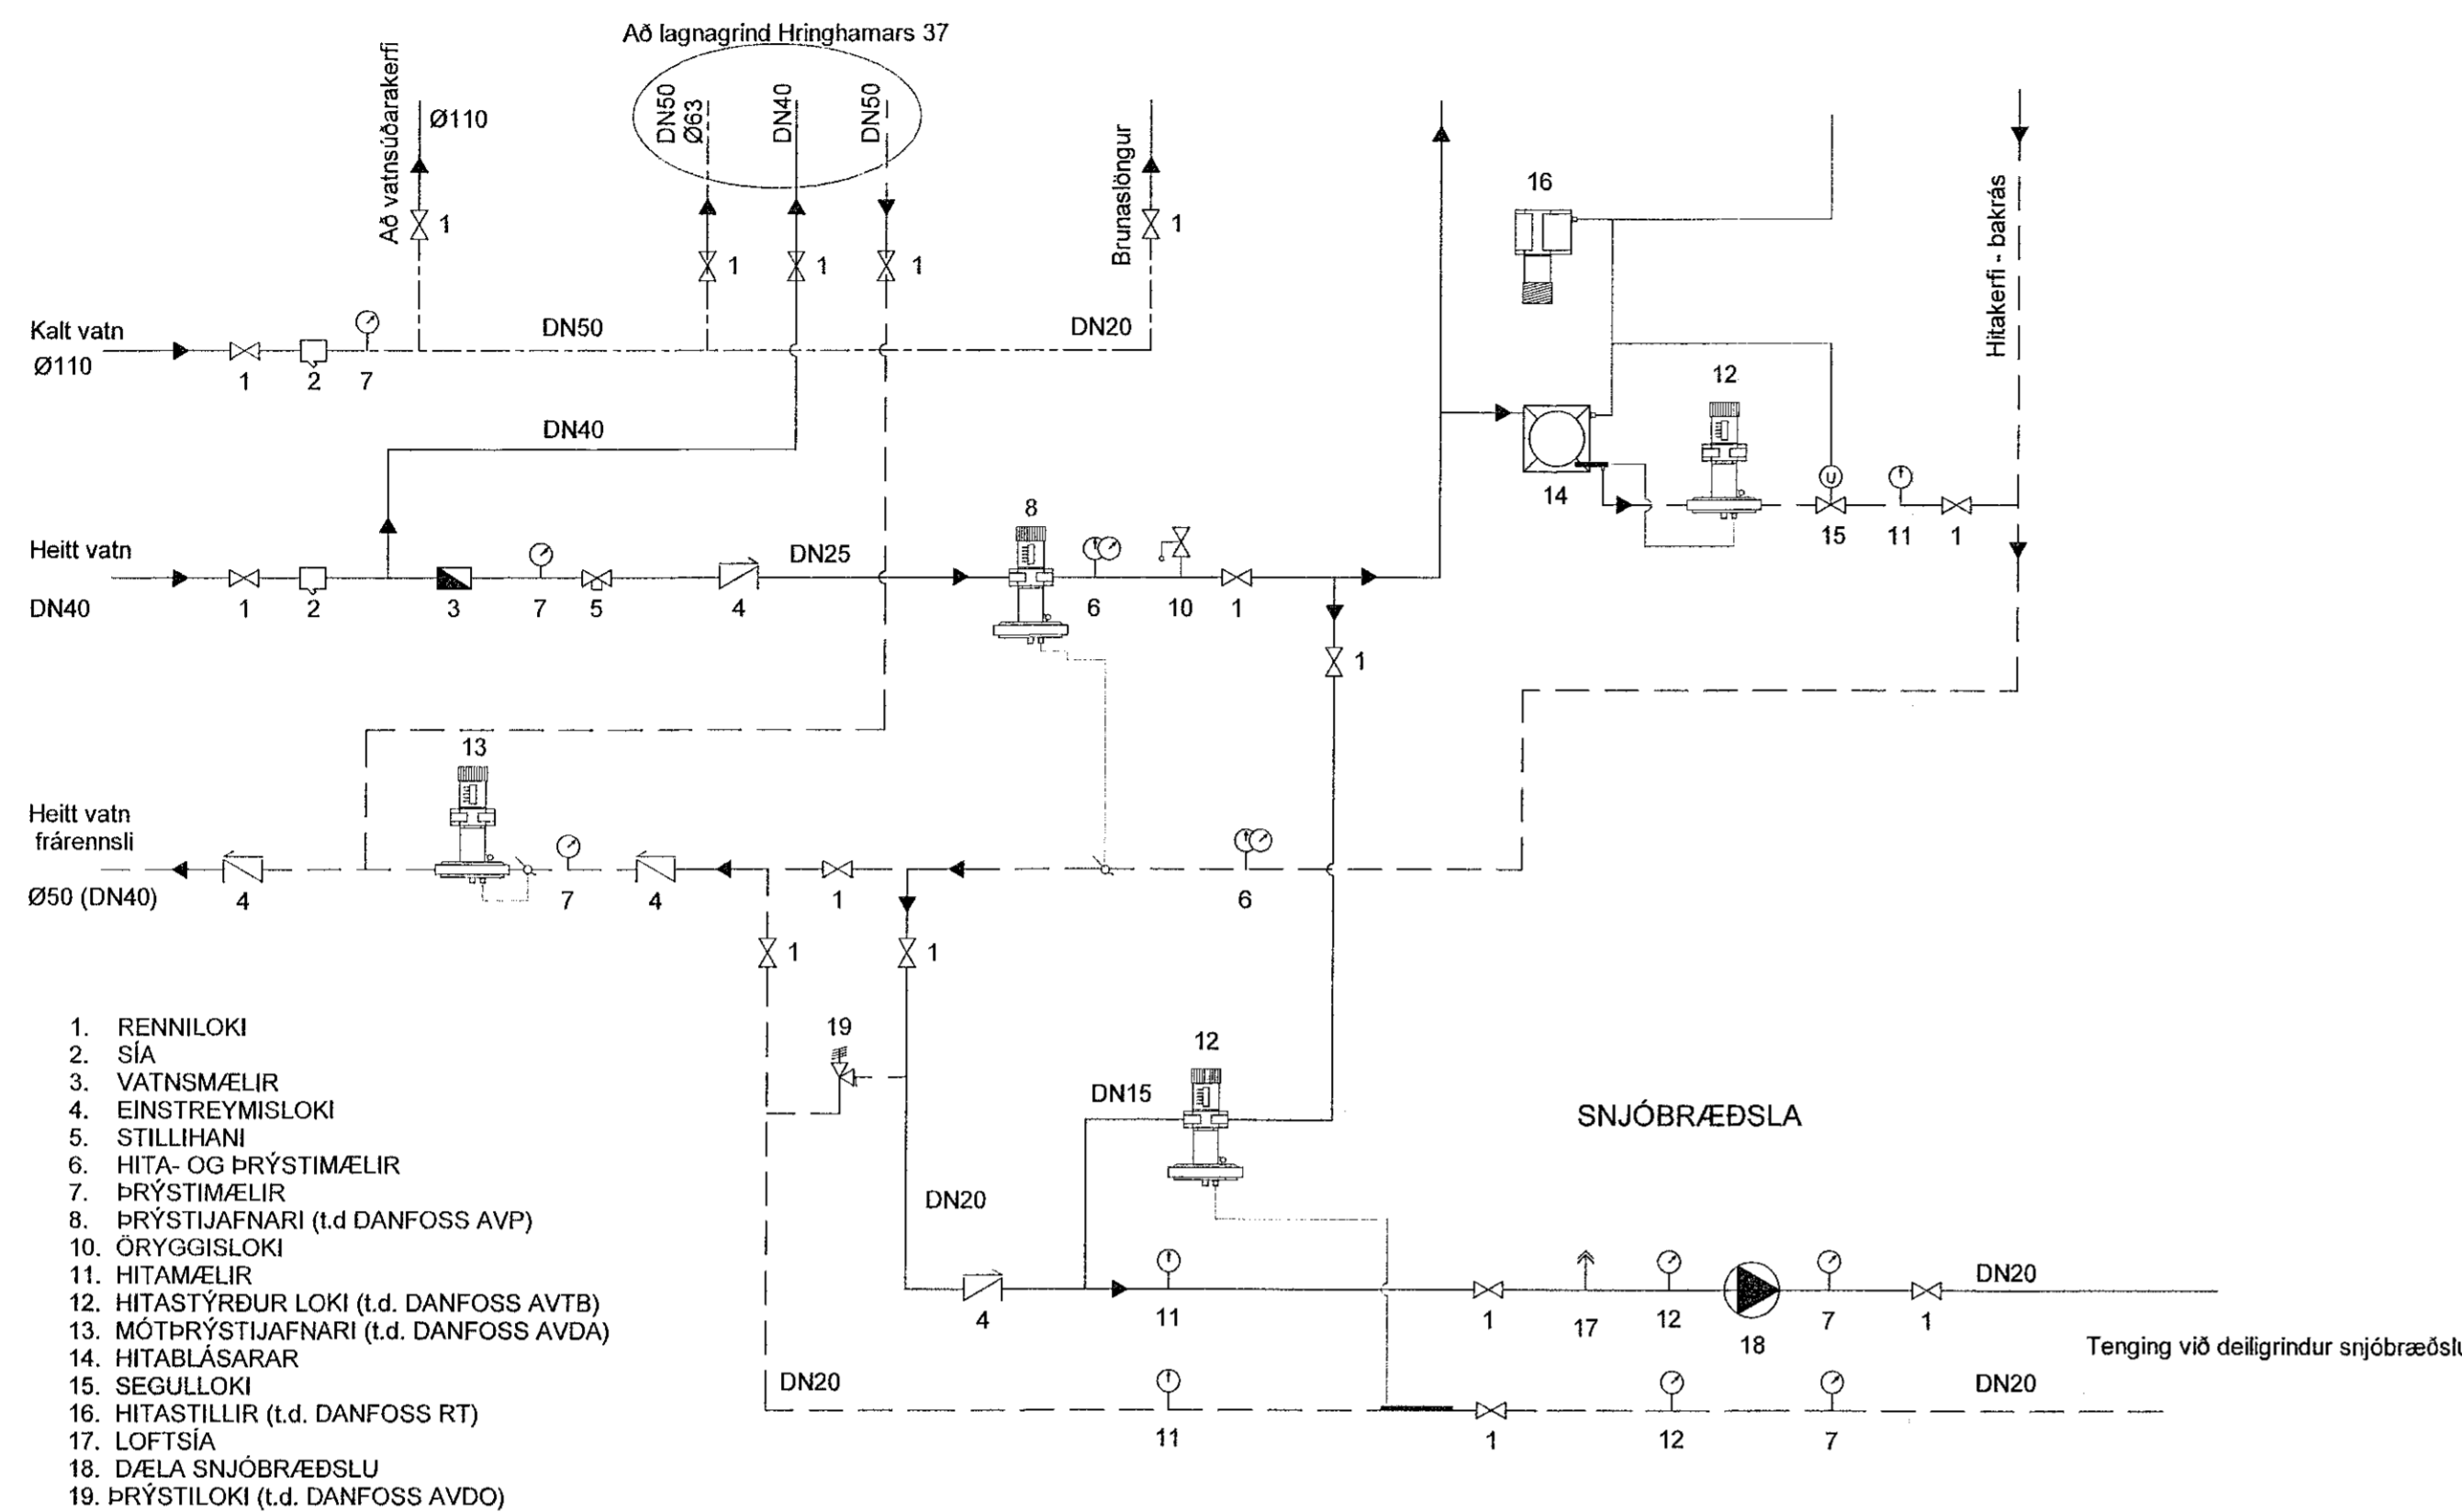 Að lagnagrind Hringhamars 37
Að vatnsúðarakerfi
Ø110
DN50
Ø63
DN40
DN50
Brunaslöngur
Hitakerfi - bakrás
1
1
1
1
1
16
Kalt vatn
Ø110
DN50
DN20
1
2
7
12
DN40
14
15
11
1
8
Heitt vatn
DN40
DN25
1
2
3
7
5
4
6
10
1
1
13
Heitt vatn
frárennsli
Ø50 (DN40)
4
7
4
1
6
1
1
19
12
DN15
SNJÓBRÆÐSLA
DN20
DN20
4
11
1
17
12
18
7
1
Tenging við deiligrindur snjóbræðslu
DN20
DN20
11
1
12
7
1. RENNILOKI
2. SÍA
3. VATNSMÆLIR
4. EINSTREYMISLOKI
5. STILLIHANI
6. HITA- OG ÞRÝSTIMÆLIR
7. ÞRÝSTIMÆLIR
8. ÞRÝSTIJAFNARI (t.d DANFOSS AVP)
10. ÖRYGGISLOKI
11. HITAMÆLIR
12. HITASTÝRÐUR LOKI (t.d. DANFOSS AVTB)
13. MÓTÞRÝSTIJAFNARI (t.d. DANFOSS AVDA)
14. HITABLÁSARAR
15. SEGULLOKI
16. HITASTILLIR (t.d. DANFOSS RT)
17. LOFTSÍA
18. DÆLA SNJÓBRÆÐSLU
19. ÞRÝSTILOKI (t.d. DANFOSS AVDO)